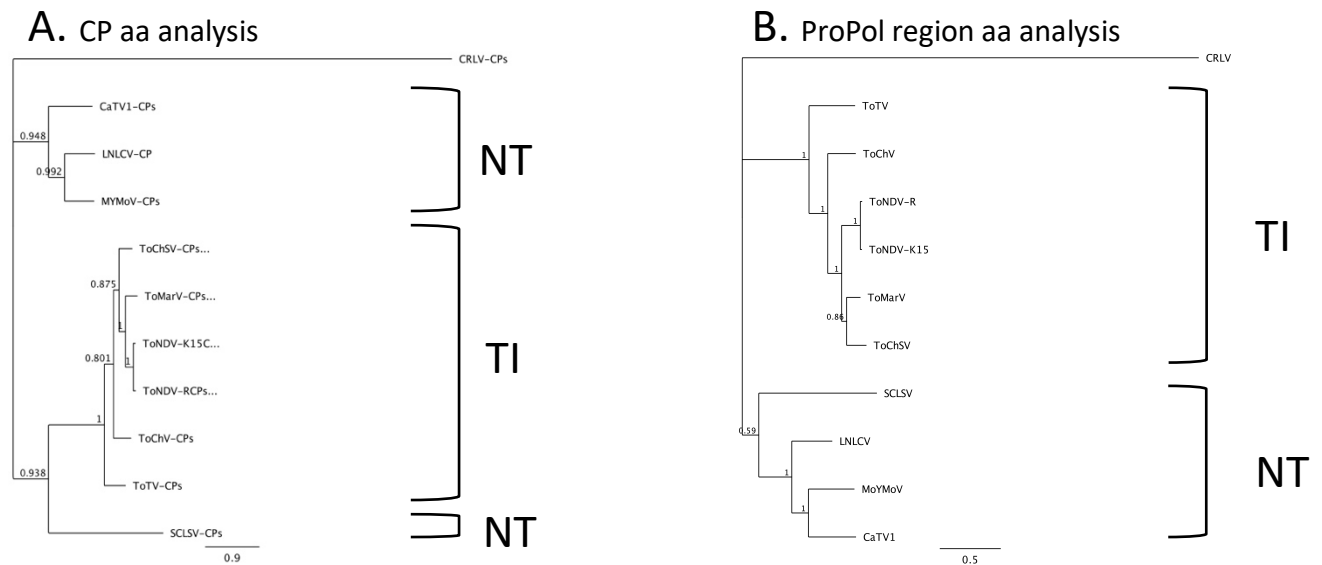 A. CP aa analysis
CRLV-CPs
CaTV1-CPs
0.948
LNLCV-CP
0.992
MYMoV-CPs
NT
ToChSV-CPs...
0.875
ToMarV-CPs...
1
ToNDV-K15C...
0.801
1
ToNDV-RCPs...
TI
1
ToChV-CPs
0.938
ToTV-CPs
SCLSV-CPs
NT
0.9
B. ProPol region aa analysis
CRLV
ToTV
1
ToChV
ToNDV-R
1
1
ToNDV-K15
1
ToMarV
0.86
ToChSV
TI
SCLSV
0.59
LNLCV
1
MoYMoV
1
CaTV1
NT
0.5